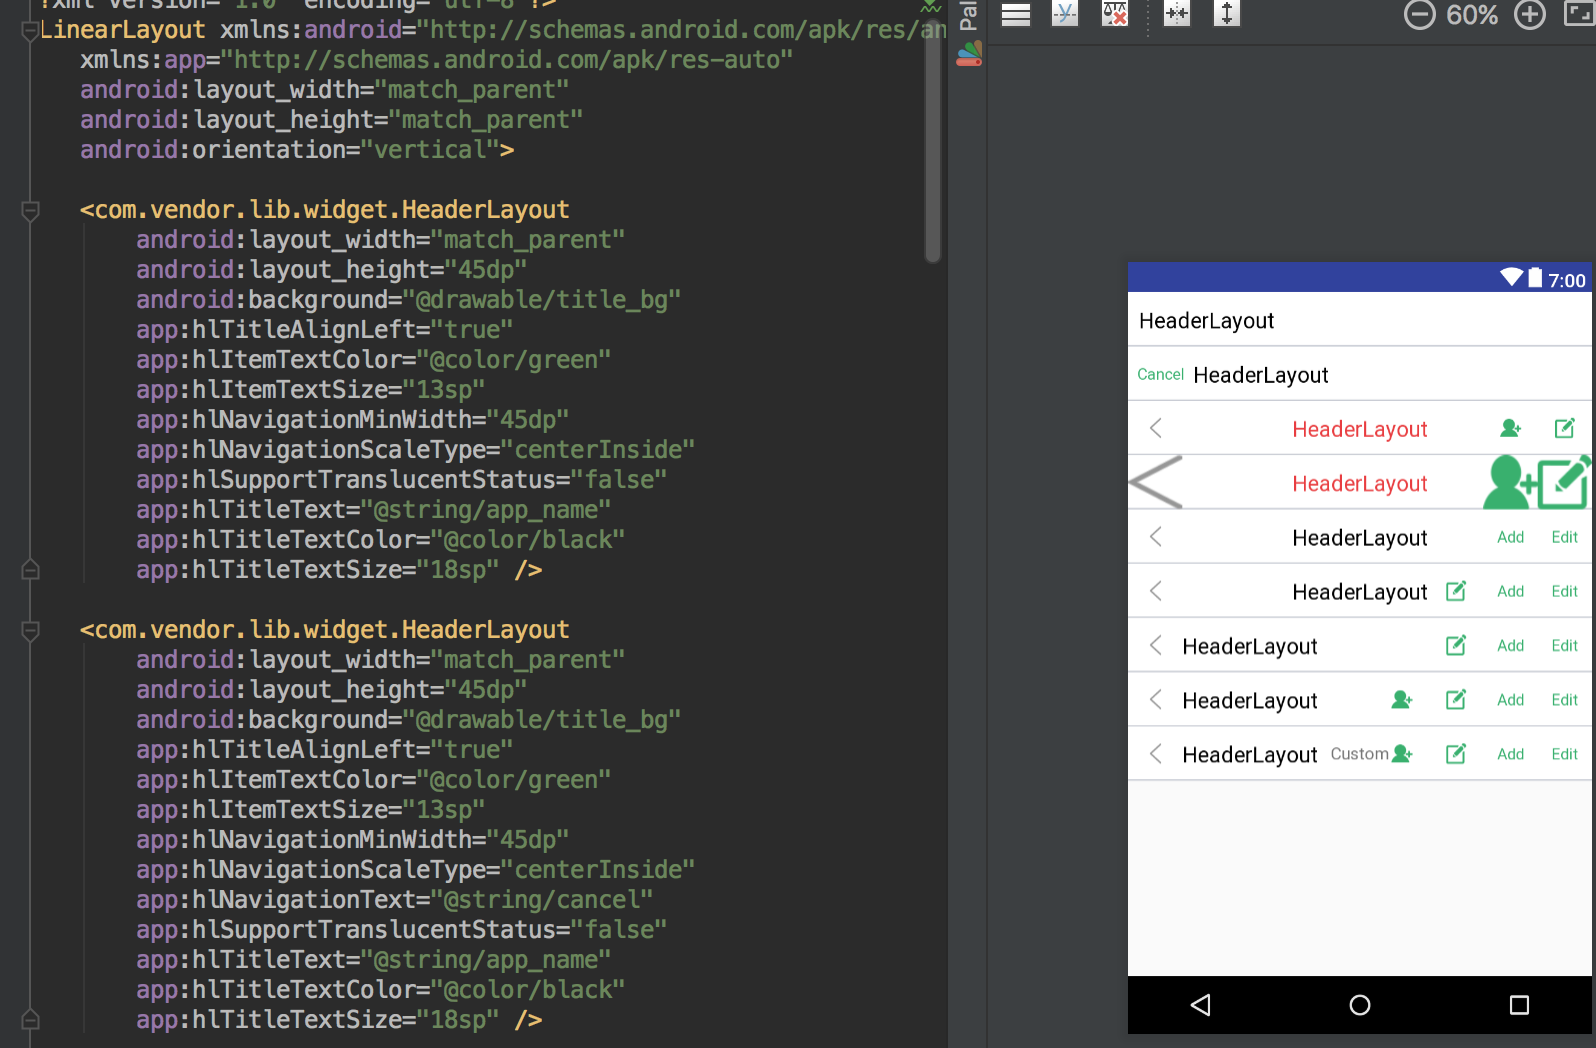 ?xml version="1.0" encoding="utf-8"?>
LinearLayout xmlns:android="http://schemas.android.com/apk/res/an
xmlns:app="http://schemas.android.com/apk/res-auto"
android:layout_width="match_parent"
android:layout_height="match_parent"
android:orientation="vertical">
<com.vendor.lib.widget.HeaderLayout
android:layout_width="match_parent"
android:layout_height="45dp"
android:background="@drawable/title_bg"
app:hlTitleAlignLeft="true"
app:hlItemTextColor="@color/green"
app:hlItemTextSize="13sp"
app:hlNavigationMinWidth="45dp"
app:hlNavigationScaleType="centerInside"
app:hlSupportTranslucentStatus="false"
app:hlTitleText="@string/app_name"
app:hlTitleTextColor="@color/black"
app:hlTitleTextSize="18sp" />
<com.vendor.lib.widget.HeaderLayout
android:layout_width="match_parent"
android:layout_height="45dp"
android:background="@drawable/title_bg"
app:hlTitleAlignLeft="true"
app:hlItemTextColor="@color/green"
app:hlItemTextSize="13sp"
app:hlNavigationMinWidth="45dp"
app:hlNavigationScaleType="centerInside"
app:hlNavigationText="@string/cancel"
app:hlSupportTranslucentStatus="false"
app:hlTitleText="@string/app_name"
app:hlTitleTextColor="@color/black"
app:hlTitleTextSize="18sp" />
Pal
60%
7:00
HeaderLayout
Cancel HeaderLayout
HeaderLayout
HeaderLayout
HeaderLayout Add Edit
HeaderLayout Add Edit
HeaderLayout Add Edit
HeaderLayout Add Edit
HeaderLayout Custom Add Edit